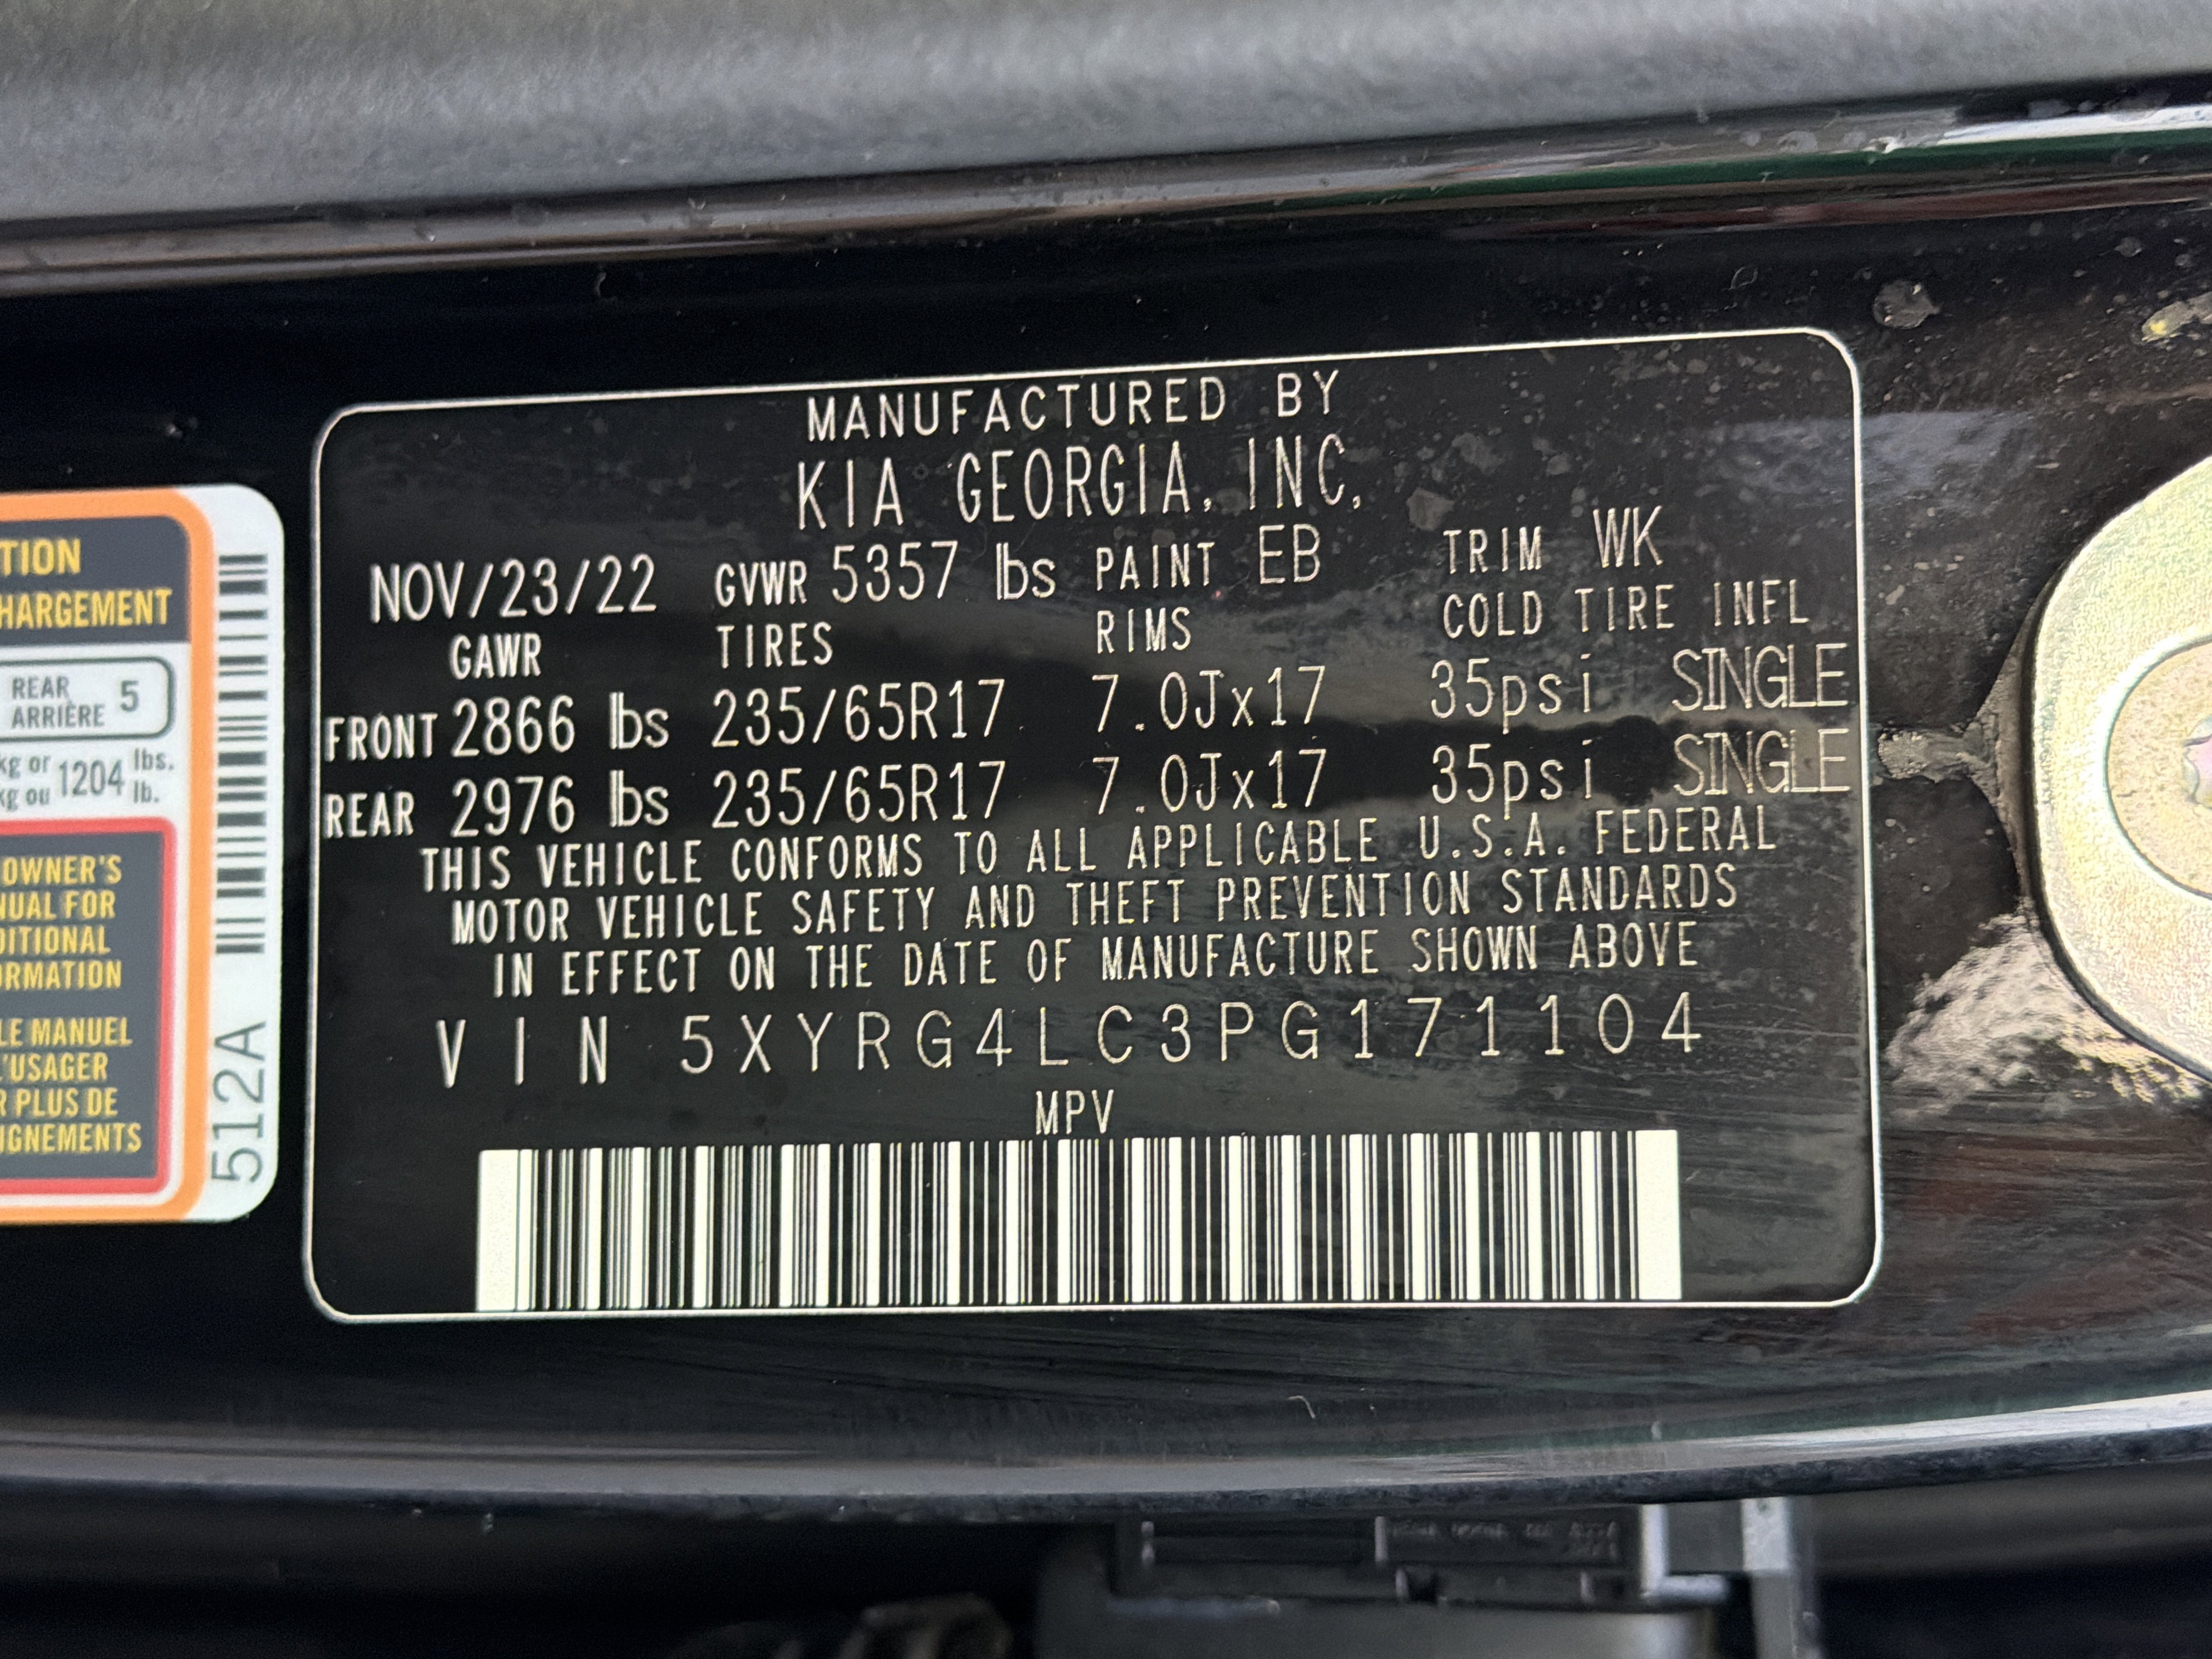 MANUFACTURED BY
KIA GEORGIA, INC.
NOV/23/22 GVWR 5357 lbs PAINT EB TRIM WK
GAWR TIRES RIMS COLD TIRE INFL
FRONT 2866 lbs 235/65R17 7.0Jx17 35psi SINGLE
REAR 2976 lbs 235/65R17 7.0Jx17 35psi SINGLE
THIS VEHICLE CONFORMS TO ALL APPLICABLE U.S.A. FEDERAL
MOTOR VEHICLE SAFETY AND THEFT PREVENTION STANDARDS
IN EFFECT ON THE DATE OF MANUFACTURE SHOWN ABOVE
VIN 5XYRG4LC3PG171104
MPV
TION
HARGEMENT
REAR 5
ARRIÈRE
kg or 1204 lbs.
kg ou lb.
OWNER'S
NUAL FOR
DITIONAL
ORMATION
LE MANUEL
L'USAGER
R PLUS DE
IGNEMENTS
512A